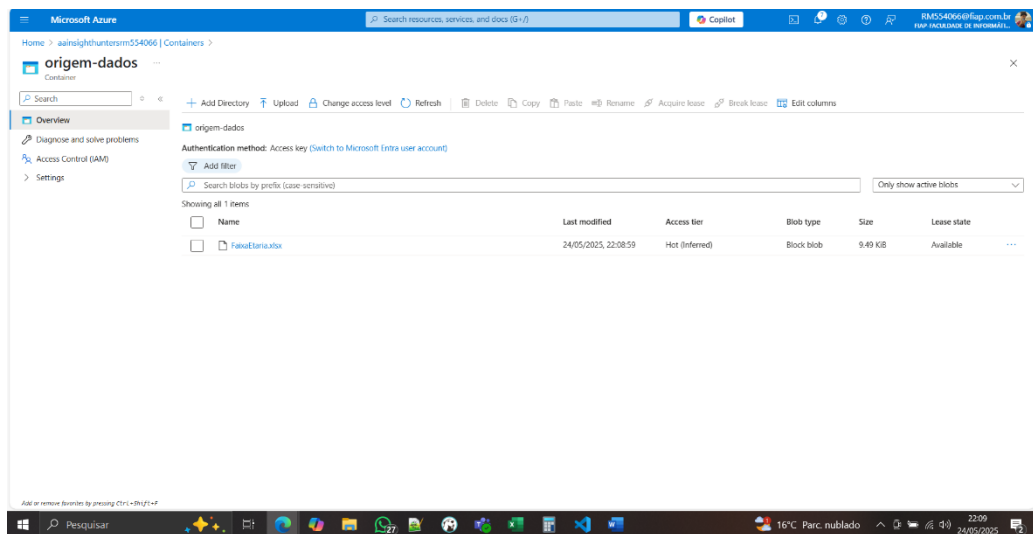 Microsoft Azure
Search resources, services, and docs (G+/)
Copilot
RM554066@fiap.com.br
FIAP FACULDADE DE INFORMÁTI...
Home > aainsighthuntersrm554066 | Containers >
origem-dados ...
Container
Search
Add Directory Upload Change access level Refresh Delete Copy Paste Rename Acquire lease Break lease Edit columns
Overview
Diagnose and solve problems
Access Control (IAM)
Settings
origem-dados
Authentication method: Access key (Switch to Microsoft Entra user account)
Add filter
Search blobs by prefix (case-sensitive)
Only show active blobs
Showing all 1 items
Name Last modified Access tier Blob type Size Lease state
FaixaEtaria.xlsx 24/05/2025, 22:08:59 Hot (Inferred) Block blob 9.49 KiB Available ...
Add or remove favorites by pressing Ctrl+Shift+F
Pesquisar
27
16°C Parc. nublado
22:09
24/05/2025
2